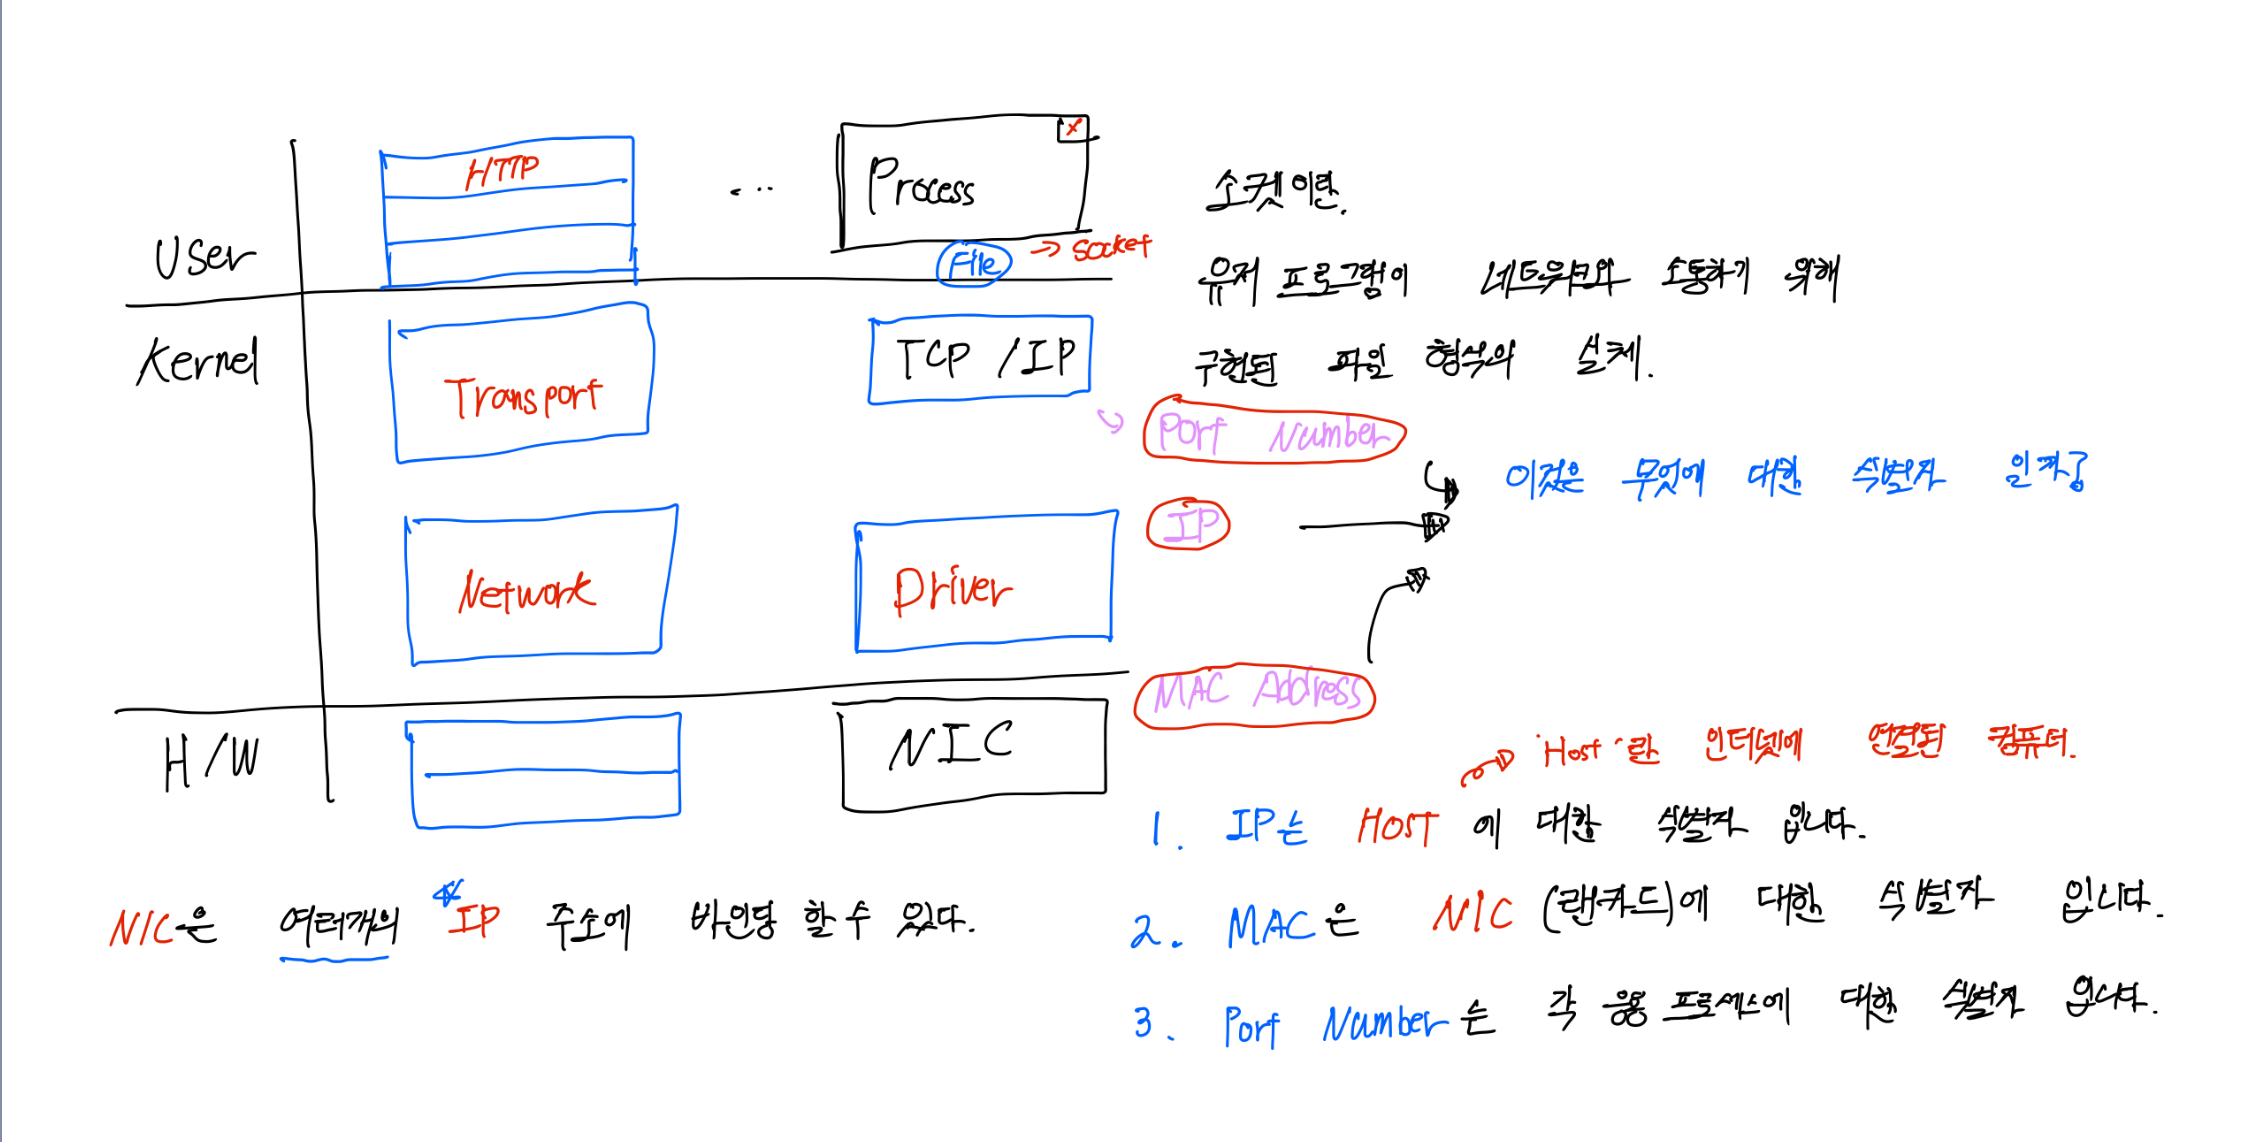 HTTP
...
Process
x
User
File → Socket
소켓이란.
유저 프로그램이 네트워크와 소통하기 위해
구현된 파일 형식의 실체.
Kernel
Transport
TCP / IP
Port Number
이것은 무엇에 대한 식별자 인가?
IP
Network
Driver
MAC Address
H/W
NIC
'Host'란 인터넷에 연결된 컴퓨터.
1. IP는 HOST 에 대한 식별자 입니다.
2. MAC은 NIC (랜카드)에 대한 식별자 입니다.
3. Port Number는 각 응용 프로세스에 대한 식별자 입니다.
NIC은 여러개의 IP 주소에 바인딩 할 수 있다.